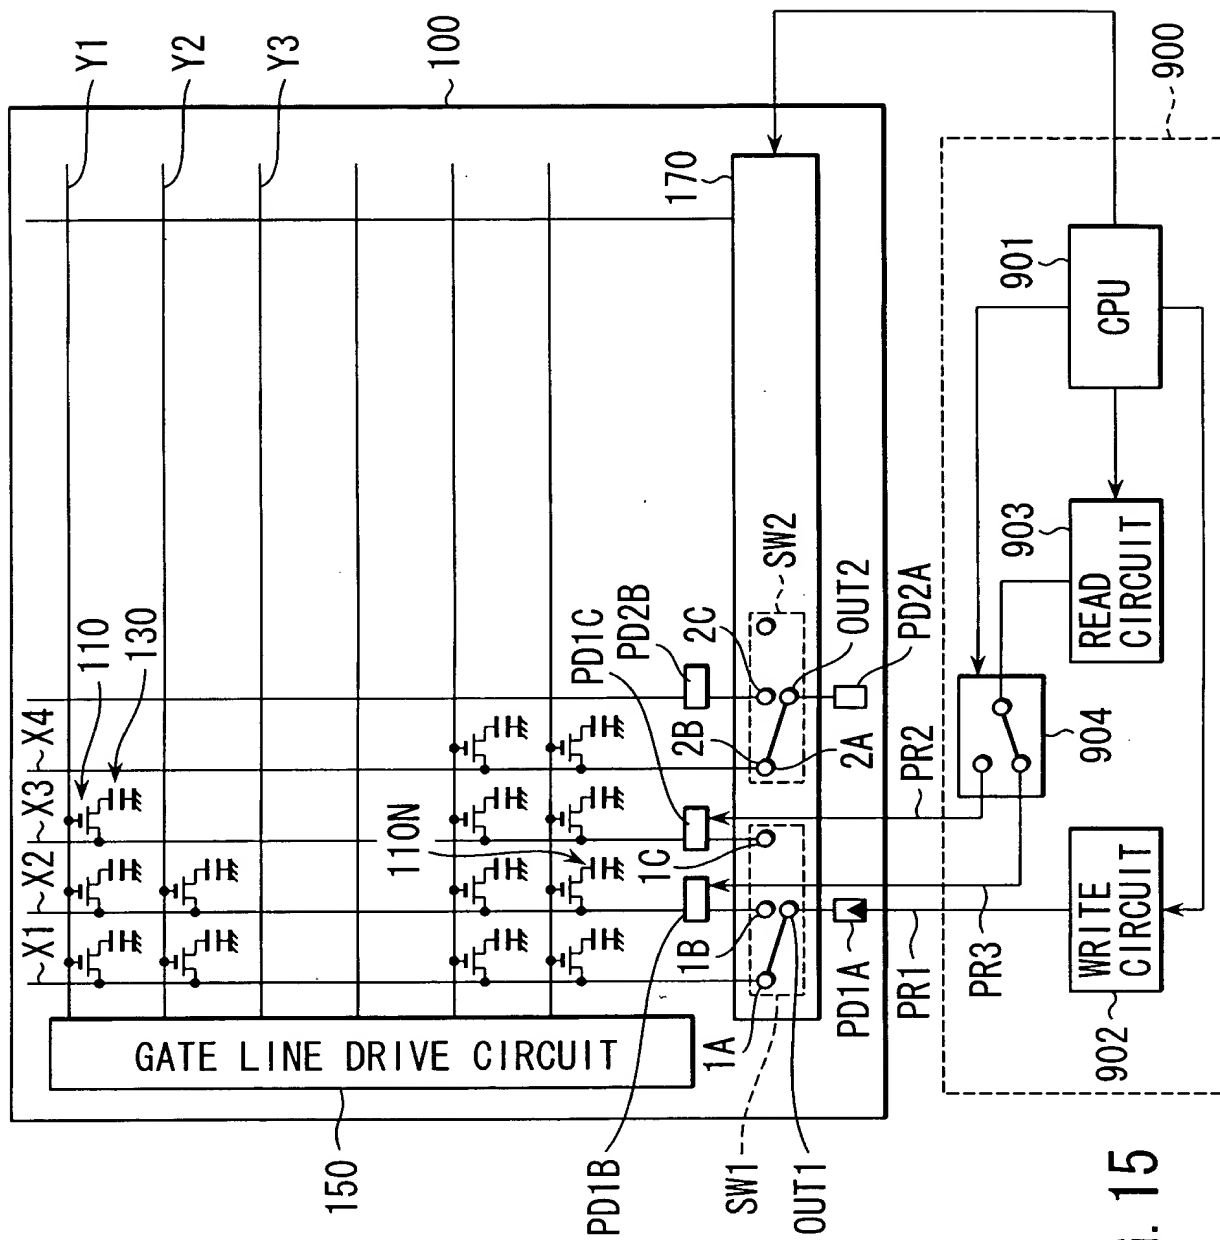 Y1
Y2
Y3
100
X1
X2
X3
X4
110
130
110N
GATE LINE DRIVE CIRCUIT
150
170
PD1B
PD1C
PD2B
1A
1B
1C
2B
2C
2A
SW1
SW2
OUT1
OUT2
PD1A
PD2A
PR1
PR2
PR3
900
CPU
901
READ
CIRCUIT
903
904
WRITE
CIRCUIT
902
15